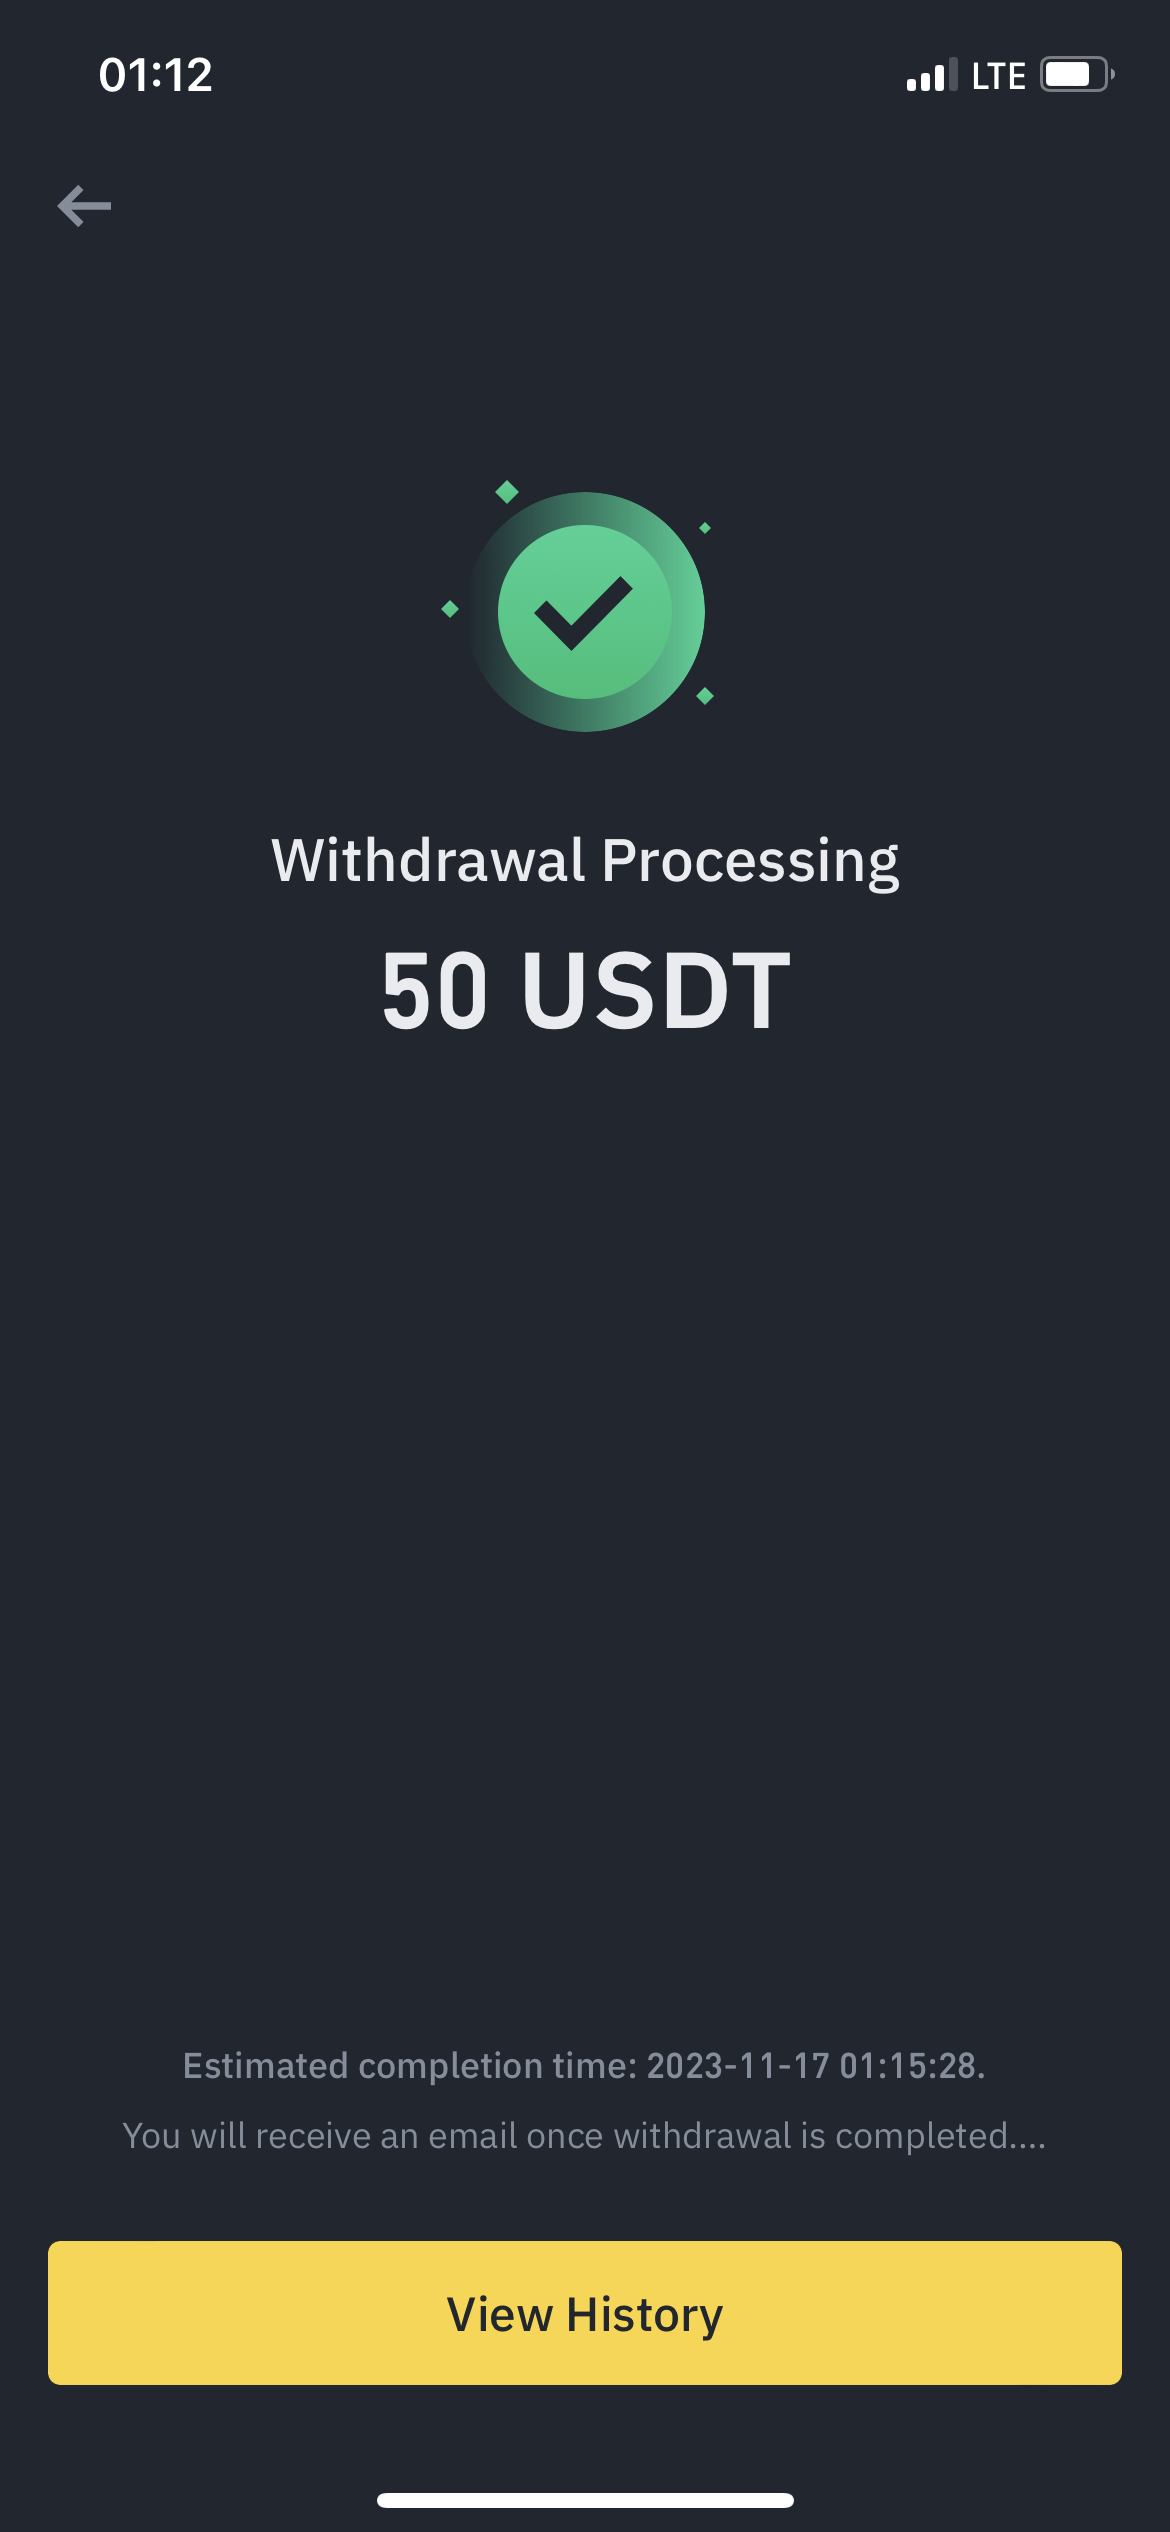 01:12
LTE
Withdrawal Processing
50 USDT
Estimated completion time: 2023-11-17 01:15:28.
You will receive an email once withdrawal is completed....
View History